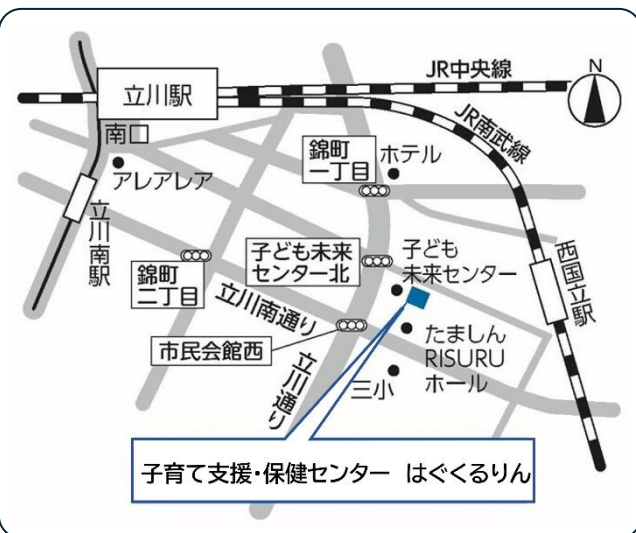 JR中央線
N
立川駅
JR南武線
南口
錦町
一丁目
ホテル
アレアレア
立川南駅
子ども未来
センター北
子ども
未来センター
西国立駅
錦町
二丁目
立川南通り
市民会館西
たましん
RISURU
ホール
立川通り
三小
子育て支援・保健センター はぐくるりん